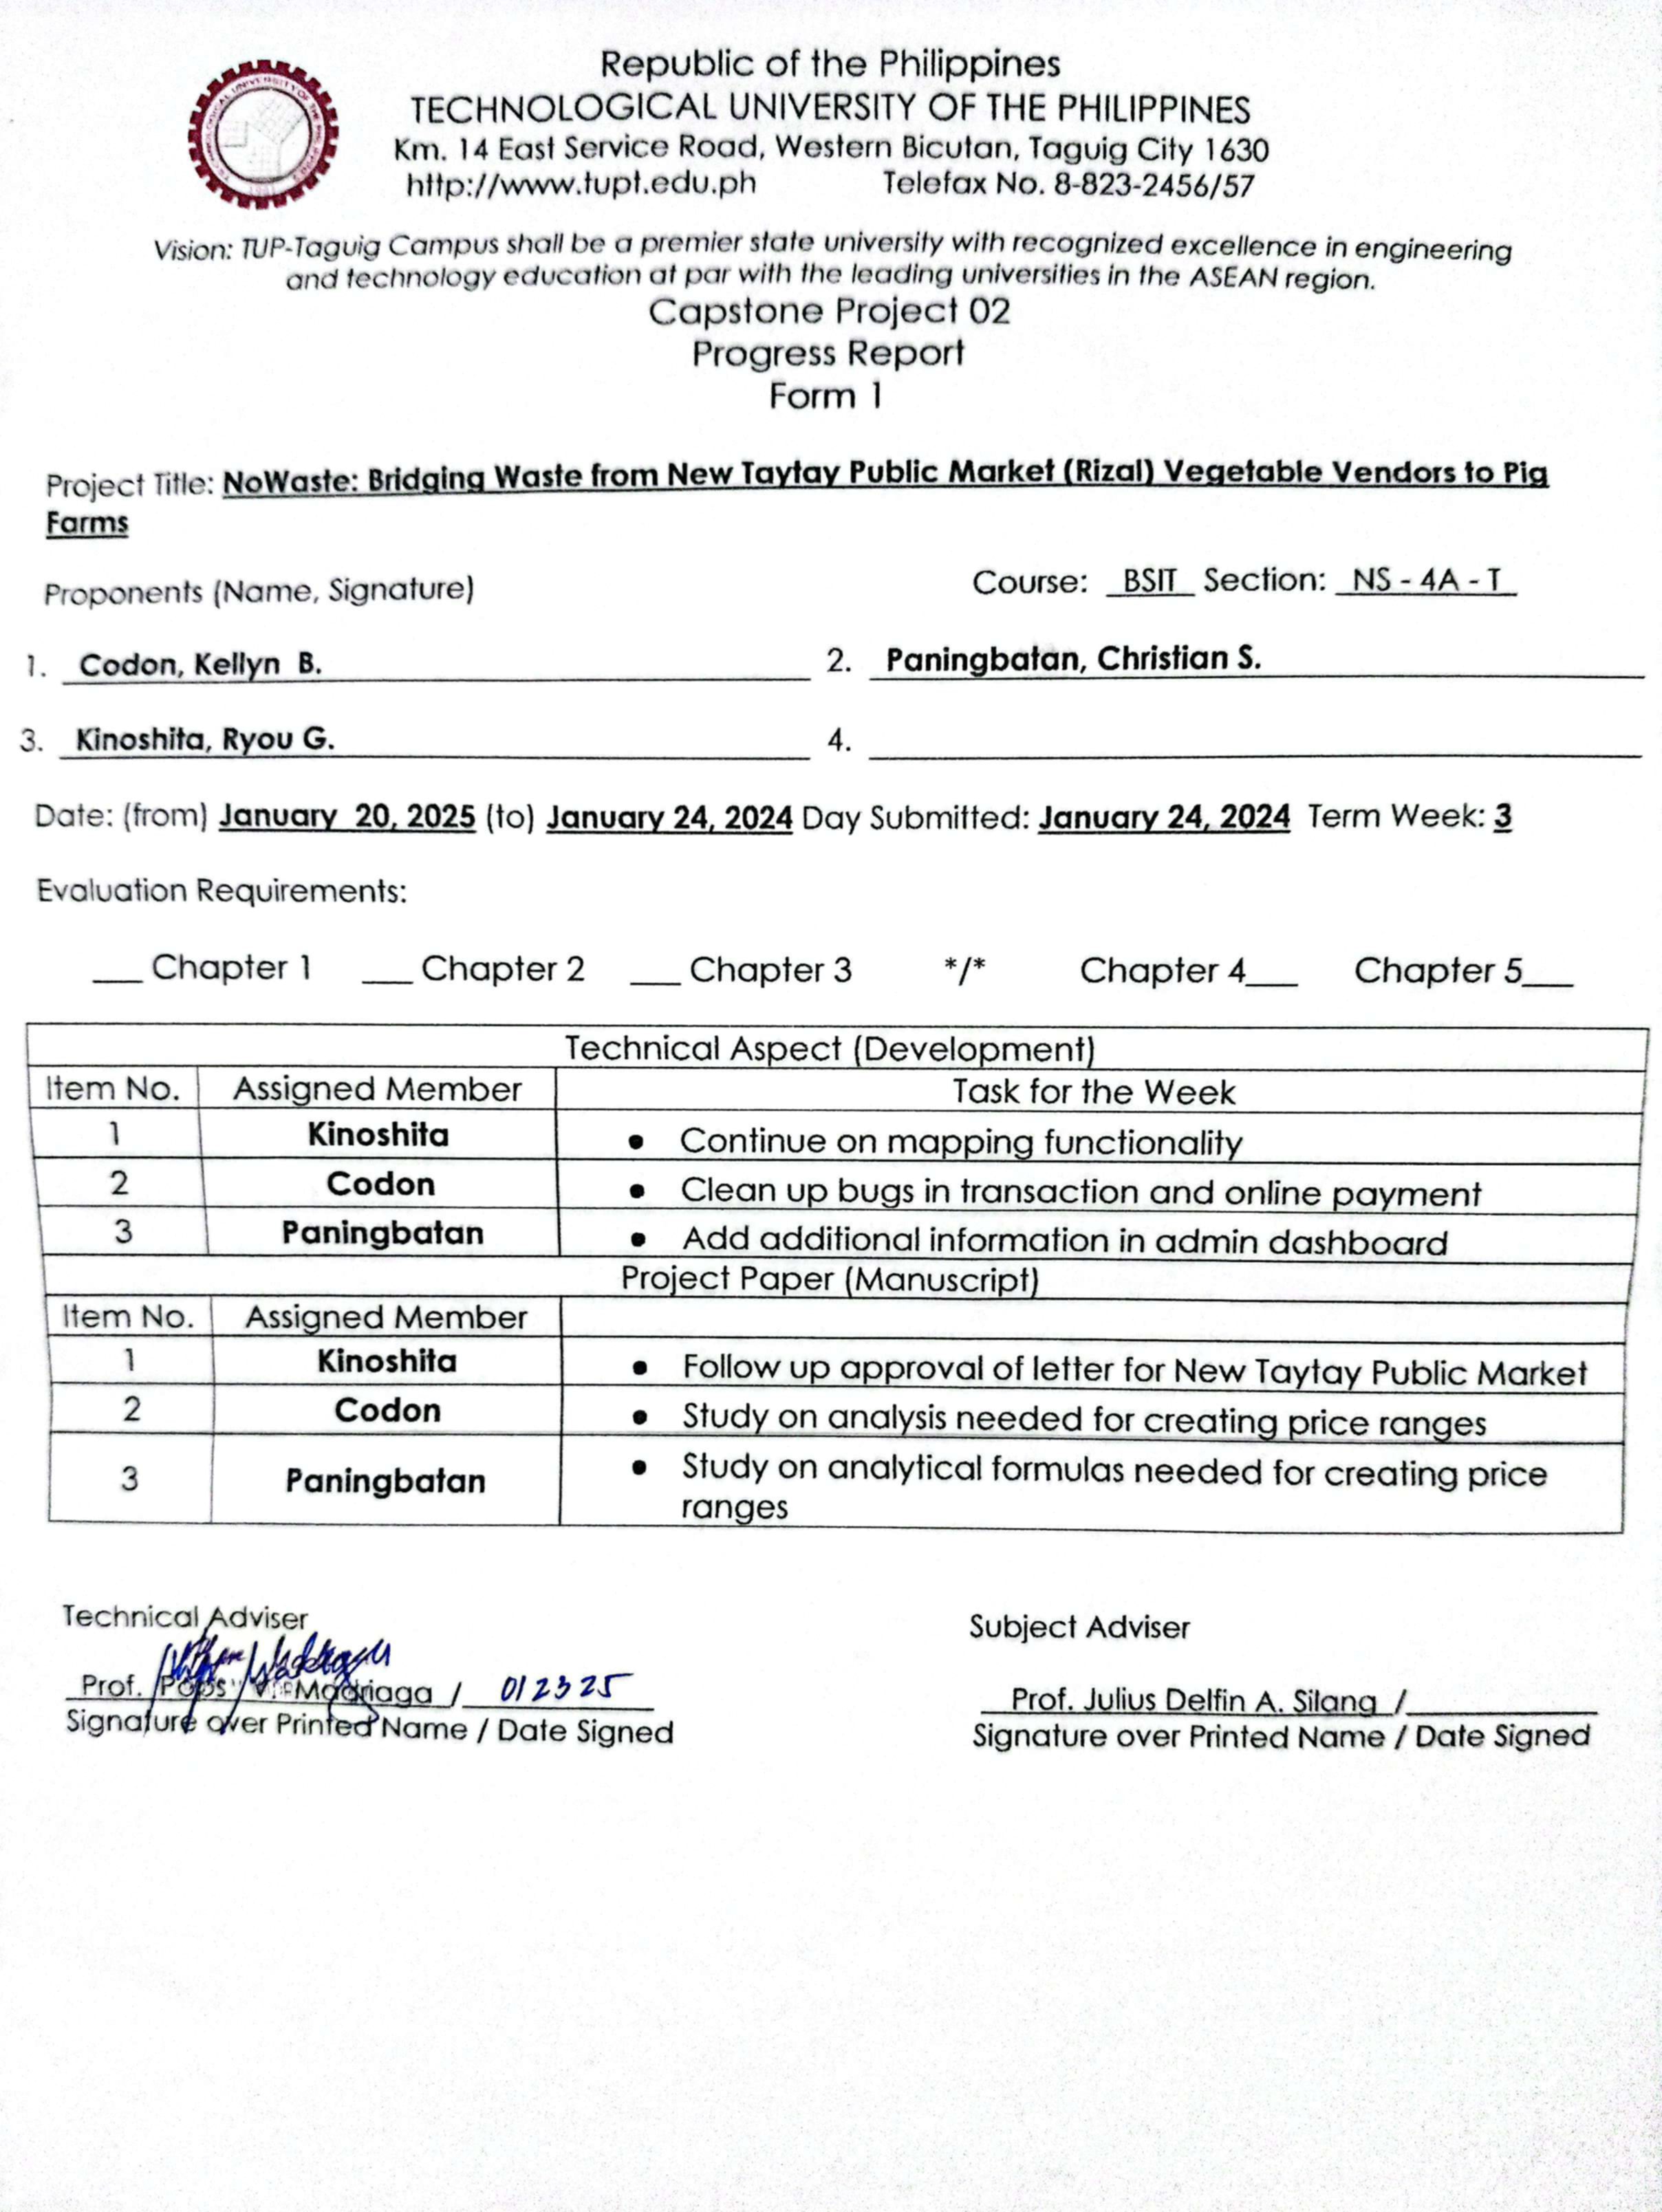 Republic of the Philippines
TECHNOLOGICAL UNIVERSITY OF THE PHILIPPINES
Km. 14 East Service Road, Western Bicutan, Taguig City 1630
http://www.tupt.edu.ph Telefax No. 8-823-2456/57
Vision: TUP-Taguig Campus shall be a premier state university with recognized excellence in engineering
and technology education at par with the leading universities in the ASEAN region.
Capstone Project 02
Progress Report
Form 1
Project Title: NoWaste: Bridging Waste from New Taytay Public Market (Rizal) Vegetable Vendors to Pig
Farms
Proponents (Name, Signature) Course: BSIT Section: NS - 4A - T
1. Codon, Kellyn B. 2. Paningbatan, Christian S.
3. Kinoshita, Ryou G. 4.
Date: (from) January 20, 2025 (to) January 24, 2024 Day Submitted: January 24, 2024 Term Week: 3
Evaluation Requirements:
___ Chapter 1 ___ Chapter 2 ___ Chapter 3 */* Chapter 4___ Chapter 5___
Technical Aspect (Development)
Item No. Assigned Member Task for the Week
1 Kinoshita • Continue on mapping functionality
2 Codon • Clean up bugs in transaction and online payment
3 Paningbatan • Add additional information in admin dashboard
Project Paper (Manuscript)
Item No. Assigned Member
1 Kinoshita • Follow up approval of letter for New Taytay Public Market
2 Codon • Study on analysis needed for creating price ranges
3 Paningbatan • Study on analytical formulas needed for creating price
ranges
Technical Adviser Subject Adviser
Prof. Pops V. Madriaga / 012325 Prof. Julius Delfin A. Silang /
Signature over Printed Name / Date Signed Signature over Printed Name / Date Signed